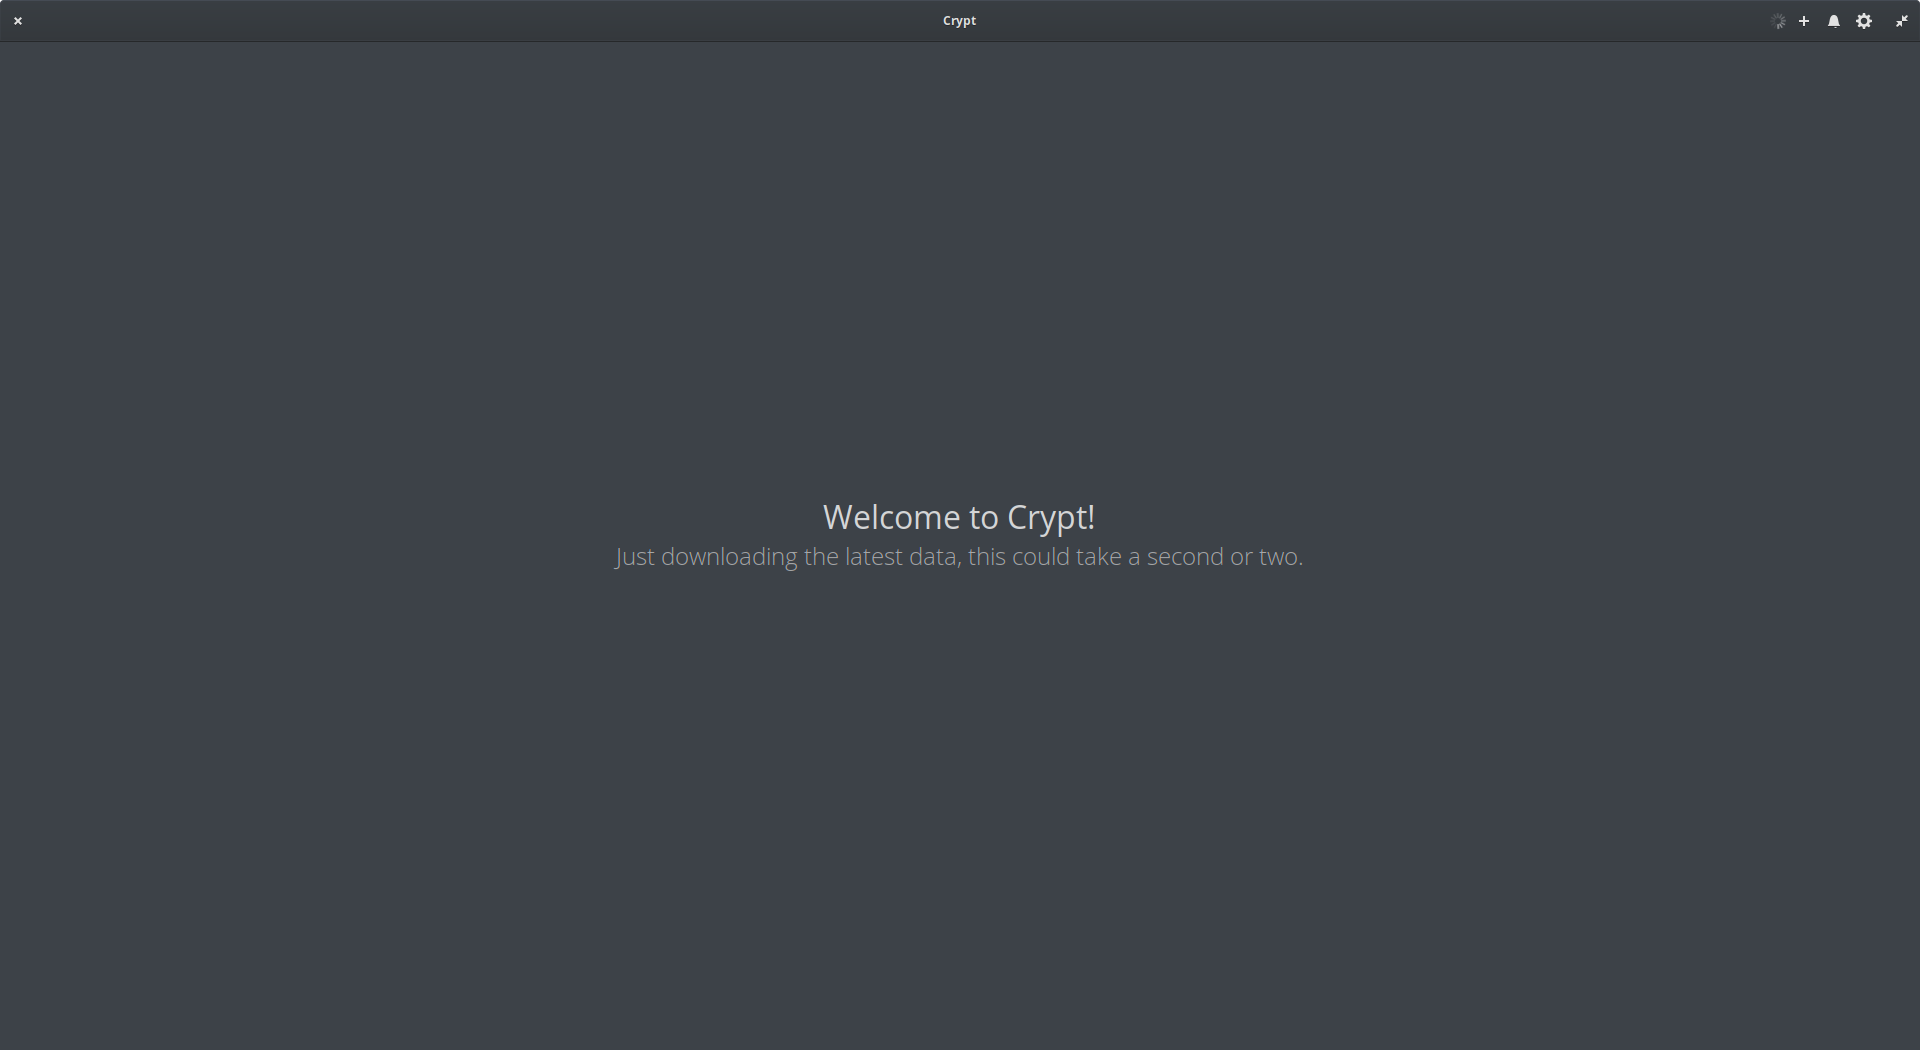 Crypt
Welcome to Crypt!
Just downloading the latest data, this could take a second or two.